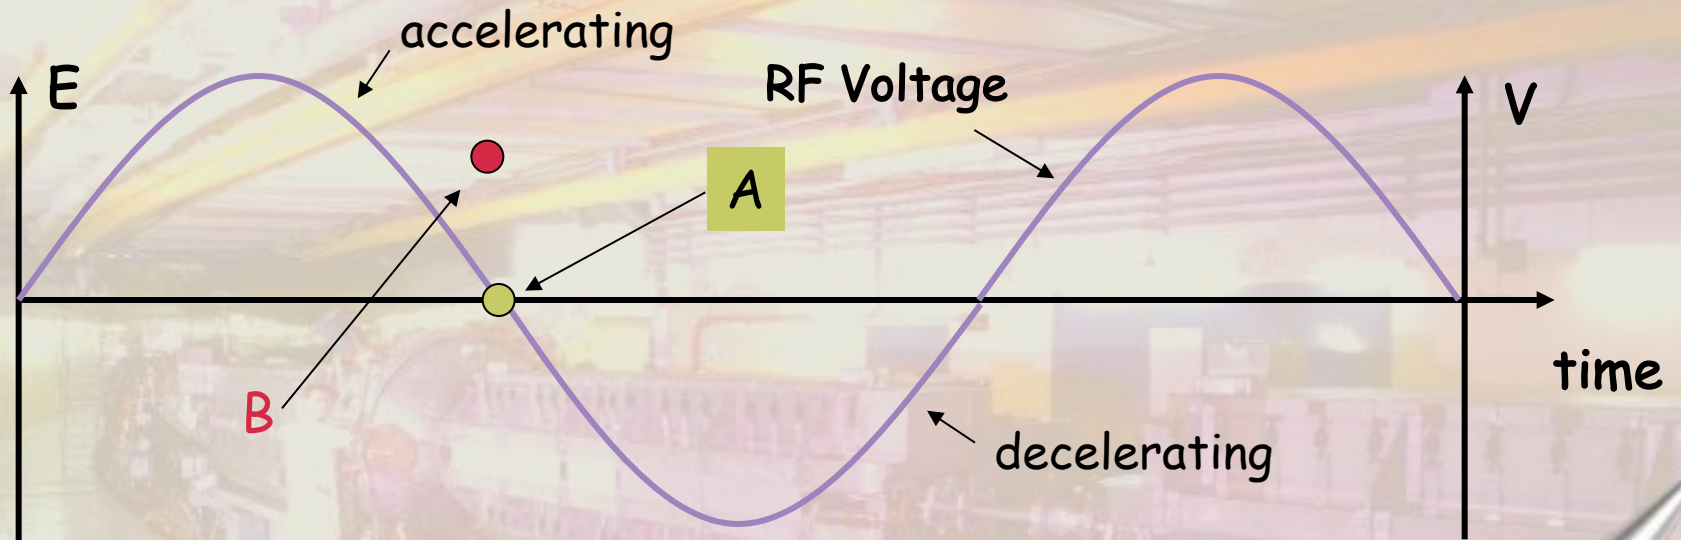 accelerating
E
RF Voltage
V
A
time
B
decelerating